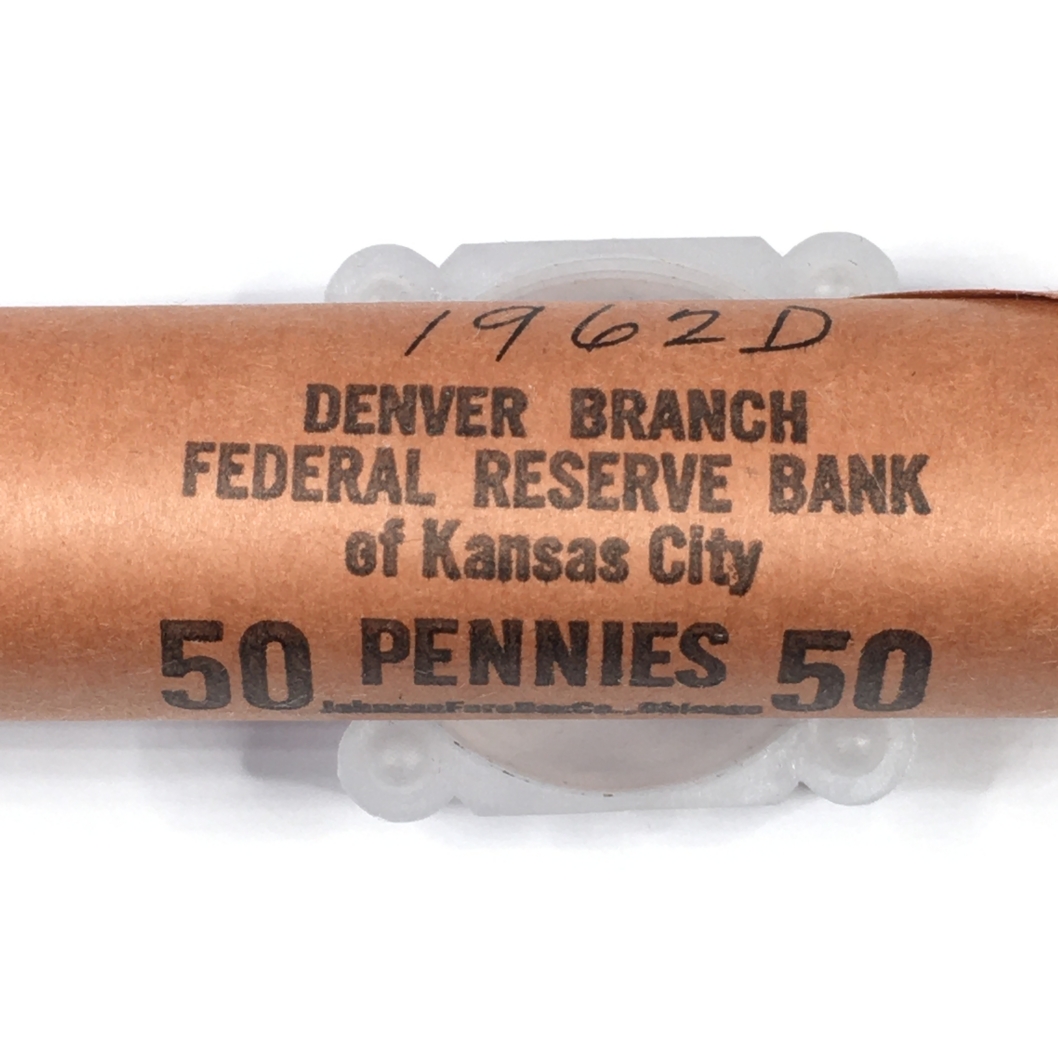 1962D
DENVER BRANCH
FEDERAL RESERVE BANK
of Kansas City
50 PENNIES 50